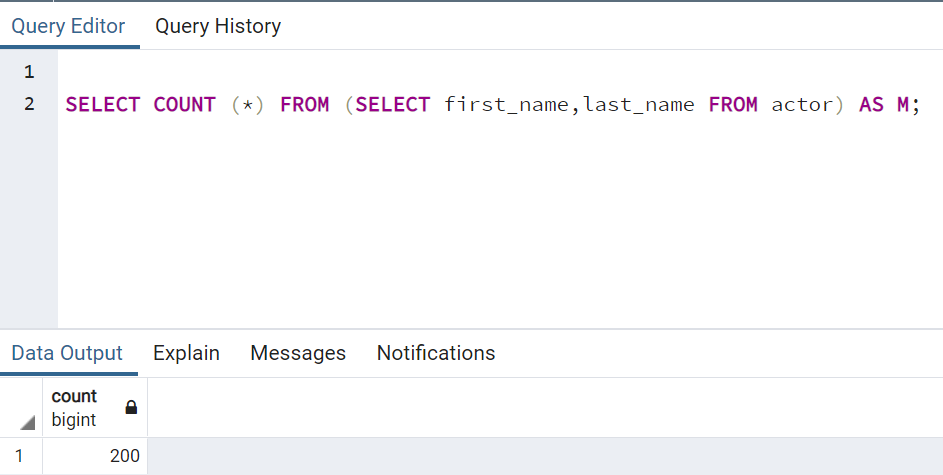 Query Editor Query History
1
2 SELECT COUNT (*) FROM (SELECT first_name,last_name FROM actor) AS M;
Data Output Explain Messages Notifications
count
bigint
1 200